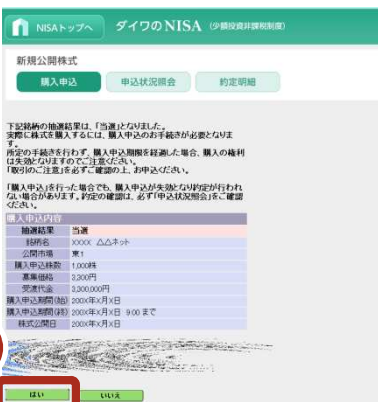 NISAトップへ ダイワのNISA (少額投資非課税制度)
新規公開株式
購入申込 申込状況照会 約定明細
下記銘柄の抽選結果は、「当選」となりました。
実際に株式を購入するには、購入申込のお手続きが必要となりま
す。
所定の手続きを行わず、購入申込期限を経過した場合、購入の権利
は失効となりますのでご注意ください。
「取引のご注意」を必ずご確認の上、お申込ください。
「購入申込」を行った場合でも、購入申込が失効となり約定が行われ
ない場合があります。約定の確認は、必ず「申込状況照会」をご確認
ください。
購入申込内容
抽選結果 当選
銘柄名 XXXX △△ネット
公開市場 東1
購入申込株数 1,000株
募集価格 3,300円
受渡代金 3,300,000円
購入申込期間(始) 200X年X月X日
購入申込期間(終) 200X年X月X日 9:00 まで
株式公開日 200X年X月X日
はい いいえ